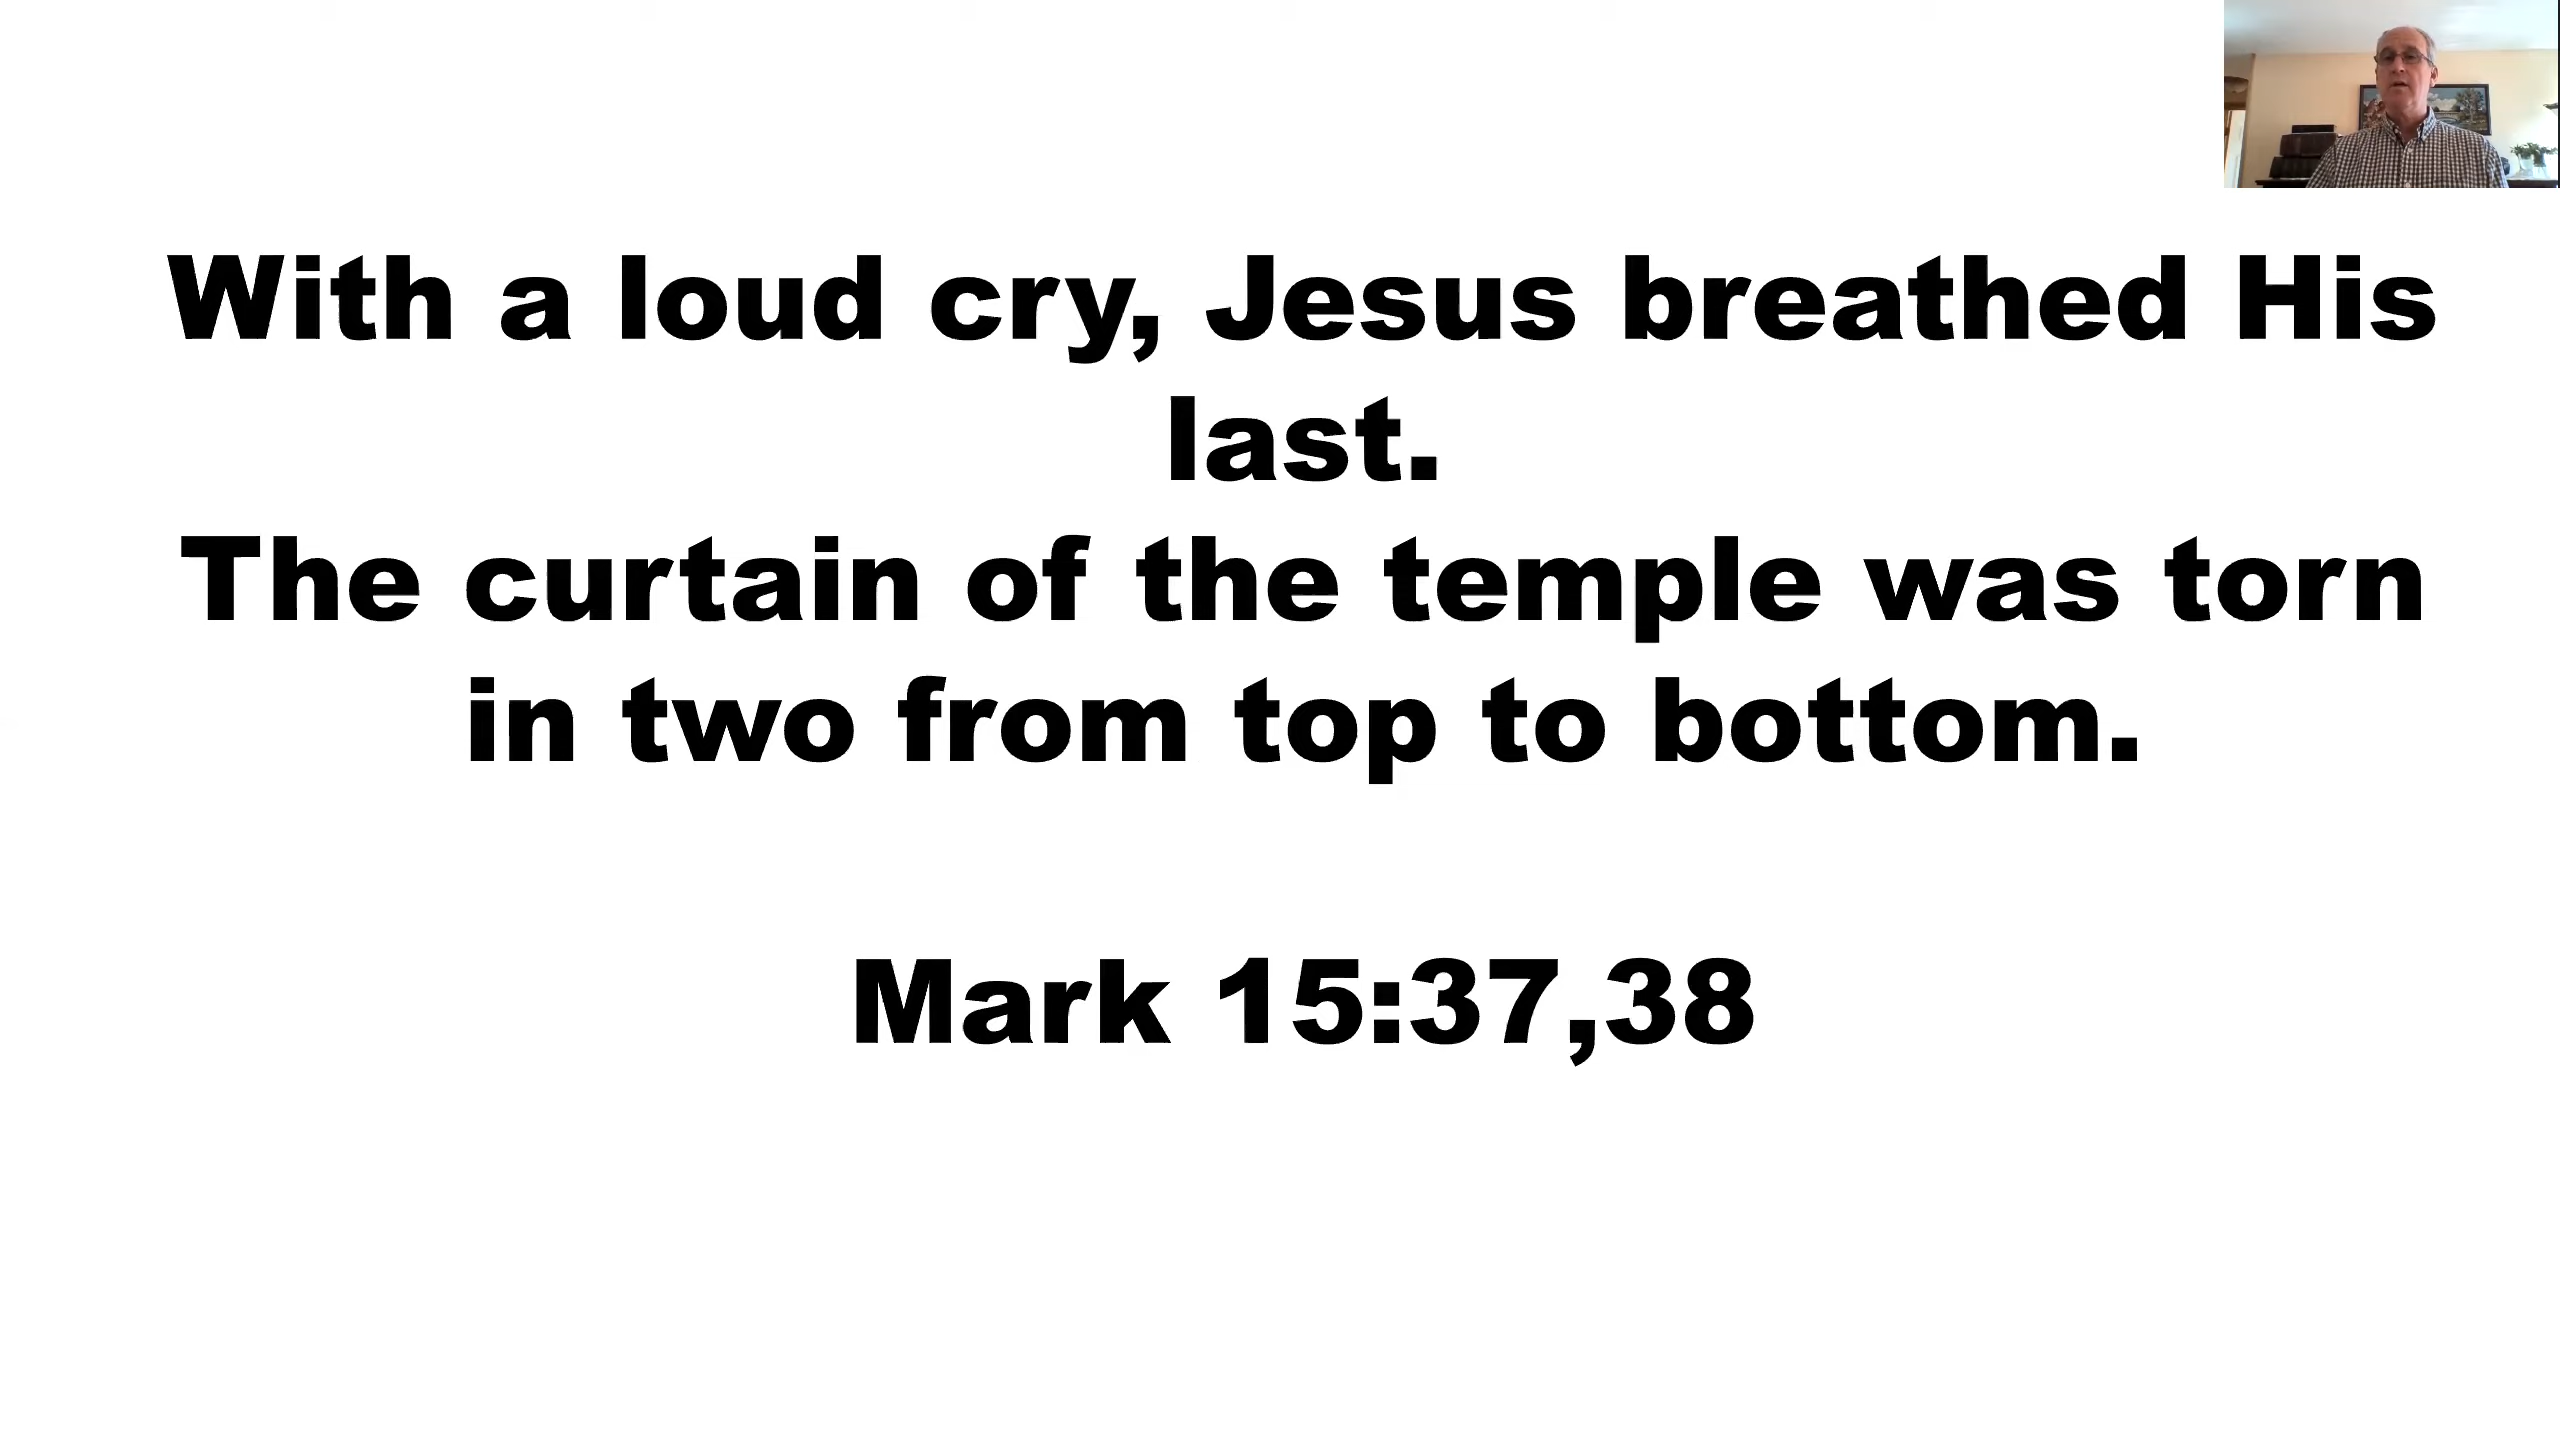 With a loud cry, Jesus breathed His
last.
The curtain of the temple was torn
in two from top to bottom.
Mark 15:37,38